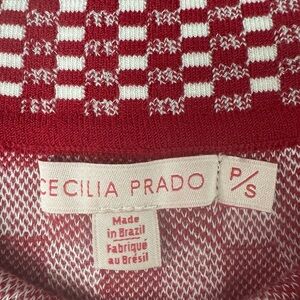 CECILIA PRADO
P/S
Made
in Brazil
Fabriqué
au Brésil